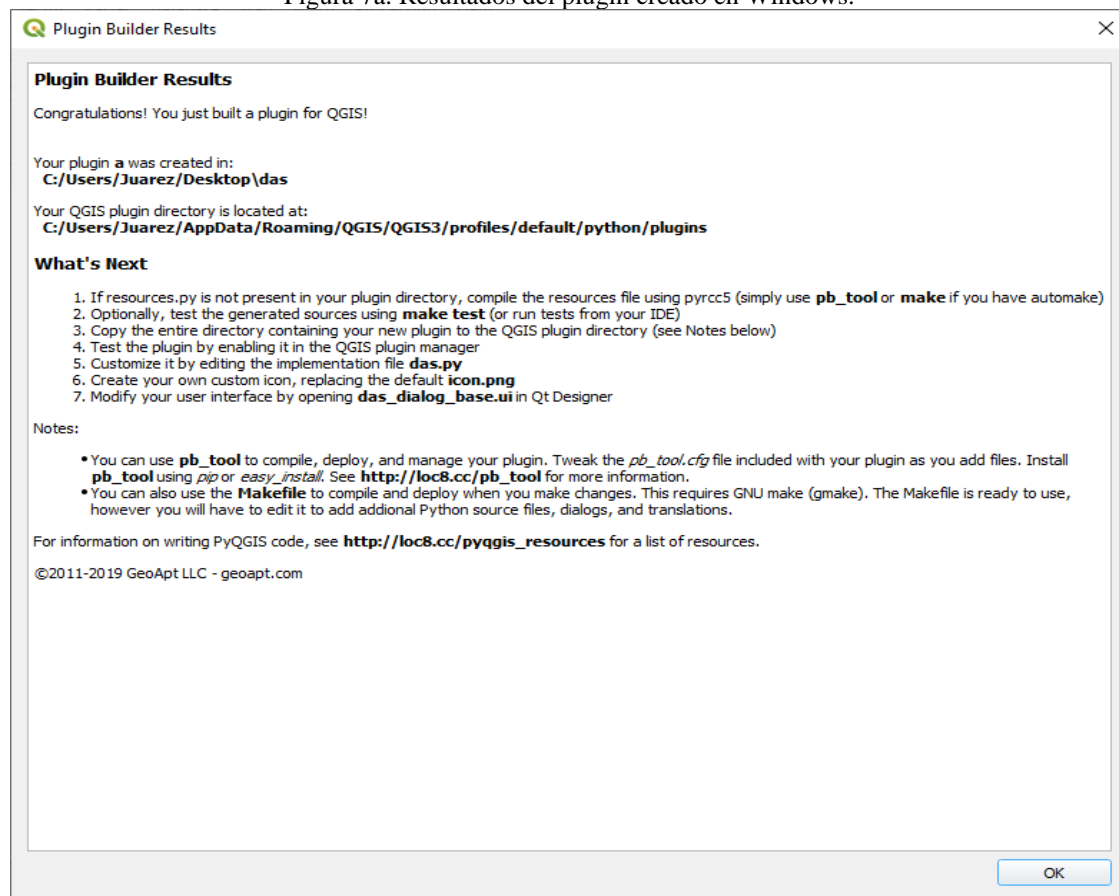 Figura 7a. Resultados del plugin creado en Windows.
Plugin Builder Results
Plugin Builder Results
Congratulations! You just built a plugin for QGIS!
Your plugin a was created in:
C:/Users/Juarez/Desktop\das
Your QGIS plugin directory is located at:
C:/Users/Juarez/AppData/Roaming/QGIS/QGIS3/profiles/default/python/plugins
What's Next
1. If resources.py is not present in your plugin directory, compile the resources file using pyrcc5 (simply use pb_tool or make if you have automake)
2. Optionally, test the generated sources using make test (or run tests from your IDE)
3. Copy the entire directory containing your new plugin to the QGIS plugin directory (see Notes below)
4. Test the plugin by enabling it in the QGIS plugin manager
5. Customize it by editing the implementation file das.py
6. Create your own custom icon, replacing the default icon.png
7. Modify your user interface by opening das_dialog_base.ui in Qt Designer
Notes:
• You can use pb_tool to compile, deploy, and manage your plugin. Tweak the pb_tool.cfg file included with your plugin as you add files. Install
pb_tool using pip or easy_install. See http://loc8.cc/pb_tool for more information.
• You can also use the Makefile to compile and deploy when you make changes. This requires GNU make (gmake). The Makefile is ready to use,
however you will have to edit it to add addional Python source files, dialogs, and translations.
For information on writing PyQGIS code, see http://loc8.cc/pyqgis_resources for a list of resources.
©2011-2019 GeoApt LLC - geoapt.com
OK